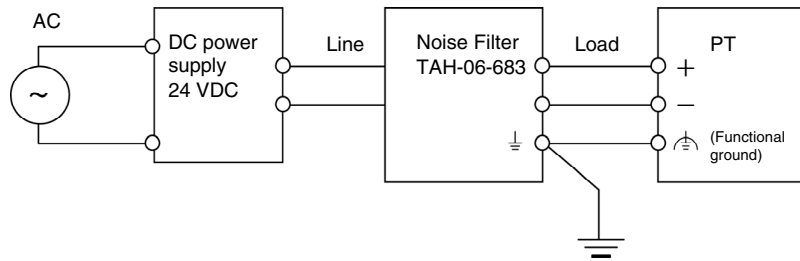 AC
DC power
supply
24 VDC
Line
Noise Filter
TAH-06-683
Load
PT
+
−
(Functional
ground)
~